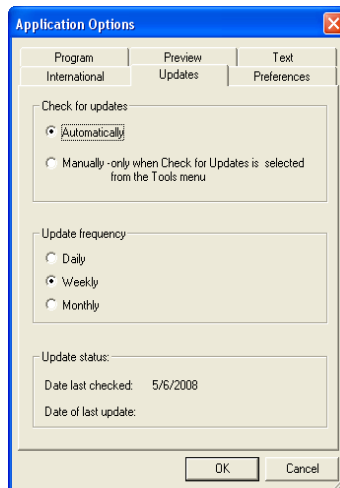 Application Options
Program Preview Text
International Updates Preferences
Check for updates
Automatically
Manually -only when Check for Updates is selected
from the Tools menu
Update frequency
Daily
Weekly
Monthly
Update status:
Date last checked: 5/6/2008
Date of last update:
OK Cancel